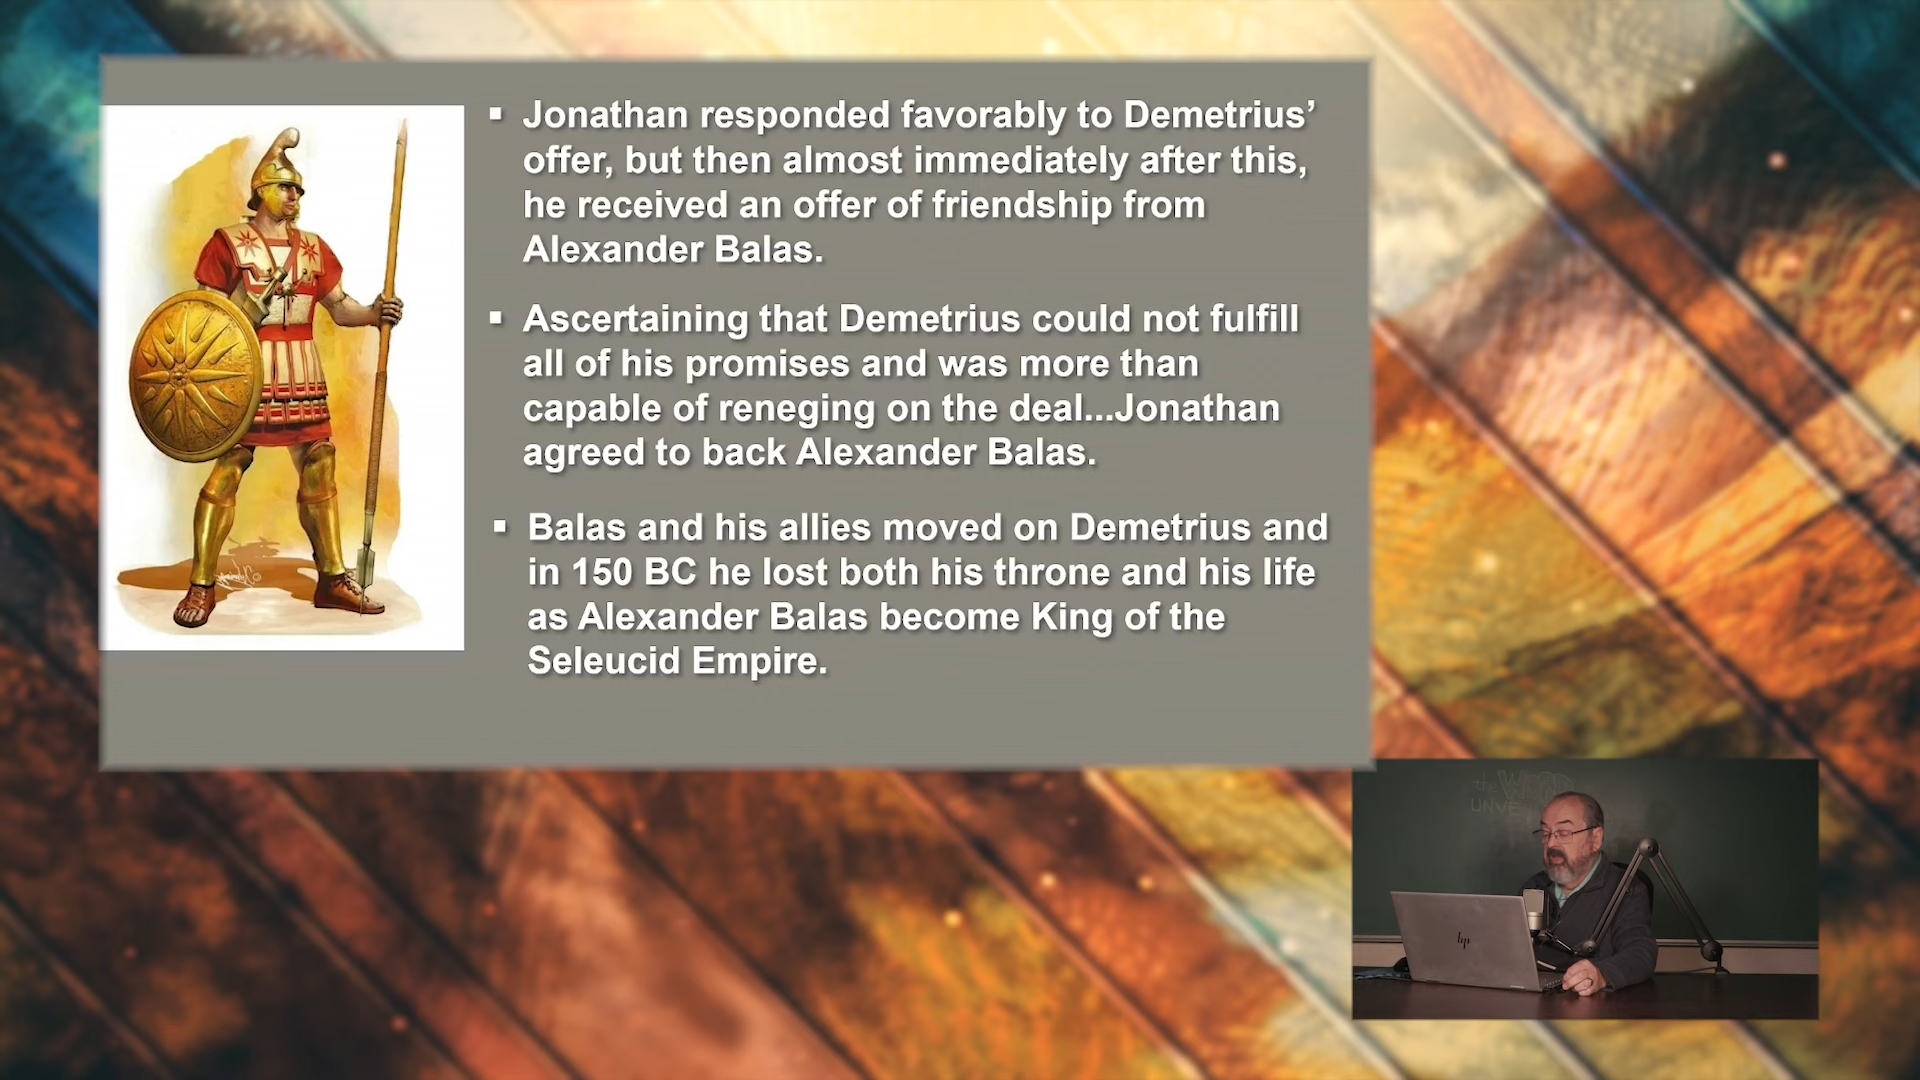 ▪ Jonathan responded favorably to Demetrius’
offer, but then almost immediately after this,
he received an offer of friendship from
Alexander Balas.
▪ Ascertaining that Demetrius could not fulfill
all of his promises and was more than
capable of reneging on the deal...Jonathan
agreed to back Alexander Balas.
▪ Balas and his allies moved on Demetrius and
in 150 BC he lost both his throne and his life
as Alexander Balas become King of the
Seleucid Empire.
the WORD
hp